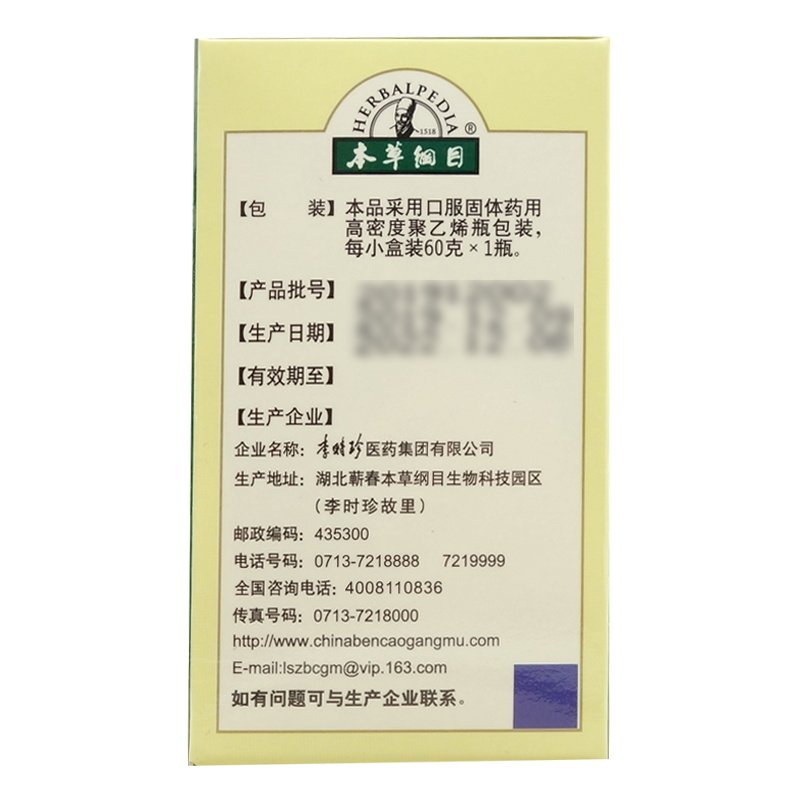 HERBALPEDIA
1518
®
本草纲目
【包 装】本品采用口服固体药用
高密度聚乙烯瓶包装，
每小盒装60克×1瓶。
【产品批号】
【生产日期】
【有效期至】
【生产企业】
企业名称：李时珍医药集团有限公司
生产地址：湖北蕲春本草纲目生物科技园区
（李时珍故里）
邮政编码：435300
电话号码：0713-7218888 7219999
全国咨询电话：4008110836
传真号码：0713-7218000
http://www.chinabencaogangmu.com
E-mail:lszbcgm@vip.163.com
如有问题可与生产企业联系。